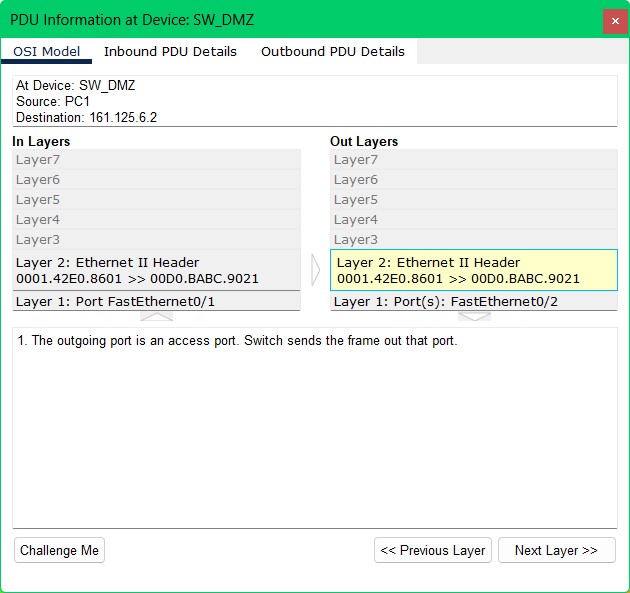 PDU Information at Device: SW_DMZ
×
OSI Model Inbound PDU Details Outbound PDU Details
At Device: SW_DMZ
Source: PC1
Destination: 161.125.6.2
In Layers
Layer7
Layer6
Layer5
Layer4
Layer3
Layer 2: Ethernet II Header
0001.42E0.8601 >> 00D0.BABC.9021
Layer 1: Port FastEthernet0/1
Out Layers
Layer7
Layer6
Layer5
Layer4
Layer3
Layer 2: Ethernet II Header
0001.42E0.8601 >> 00D0.BABC.9021
Layer 1: Port(s): FastEthernet0/2
1. The outgoing port is an access port. Switch sends the frame out that port.
Challenge Me
<< Previous Layer
Next Layer >>